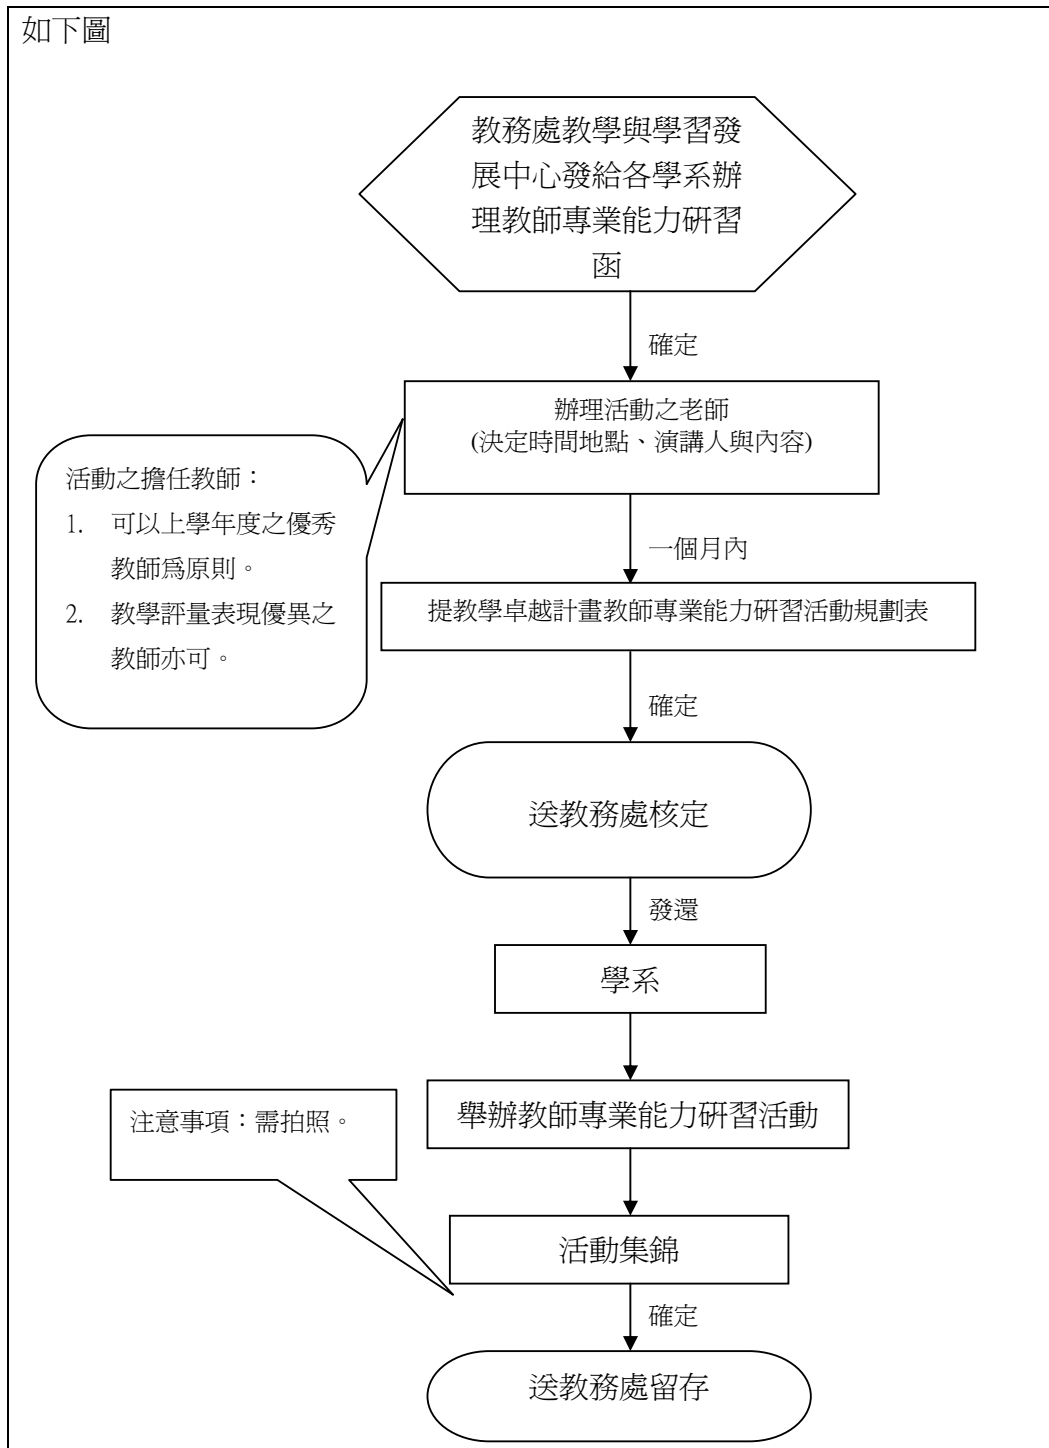 如下圖
教務處教學與學習發
展中心發給各學系辦
理教師專業能力研習
函
確定
辦理活動之老師
(決定時間地點、演講人與內容)
活動之擔任教師：
1. 可以上學年度之優秀
教師為原則。
2. 教學評量表現優異之
教師亦可。
一個月內
提教學卓越計畫教師專業能力研習活動規劃表
確定
送教務處核定
發還
學系
舉辦教師專業能力研習活動
注意事項：需拍照。
活動集錦
確定
送教務處留存